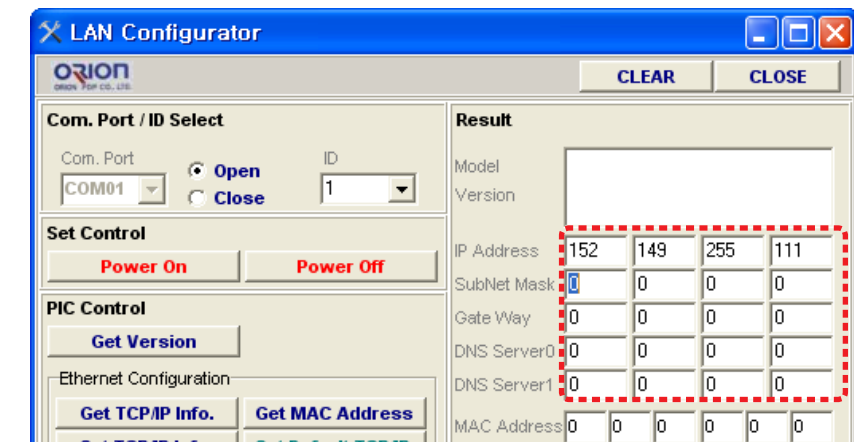 LAN Configurator
ORION
ORION PDP CO., LTD.
CLEAR CLOSE
Com. Port / ID Select
Com. Port ID
COM01 Open 1
Close
Set Control
Power On Power Off
PIC Control
Get Version
Ethernet Configuration
Get TCP/IP Info. Get MAC Address
Result
Model
Version
IP Address 152 149 255 111
SubNet Mask 0 0 0 0
Gate Way 0 0 0 0
DNS Server0 0 0 0 0
DNS Server1 0 0 0 0
MAC Address 0 0 0 0 0 0